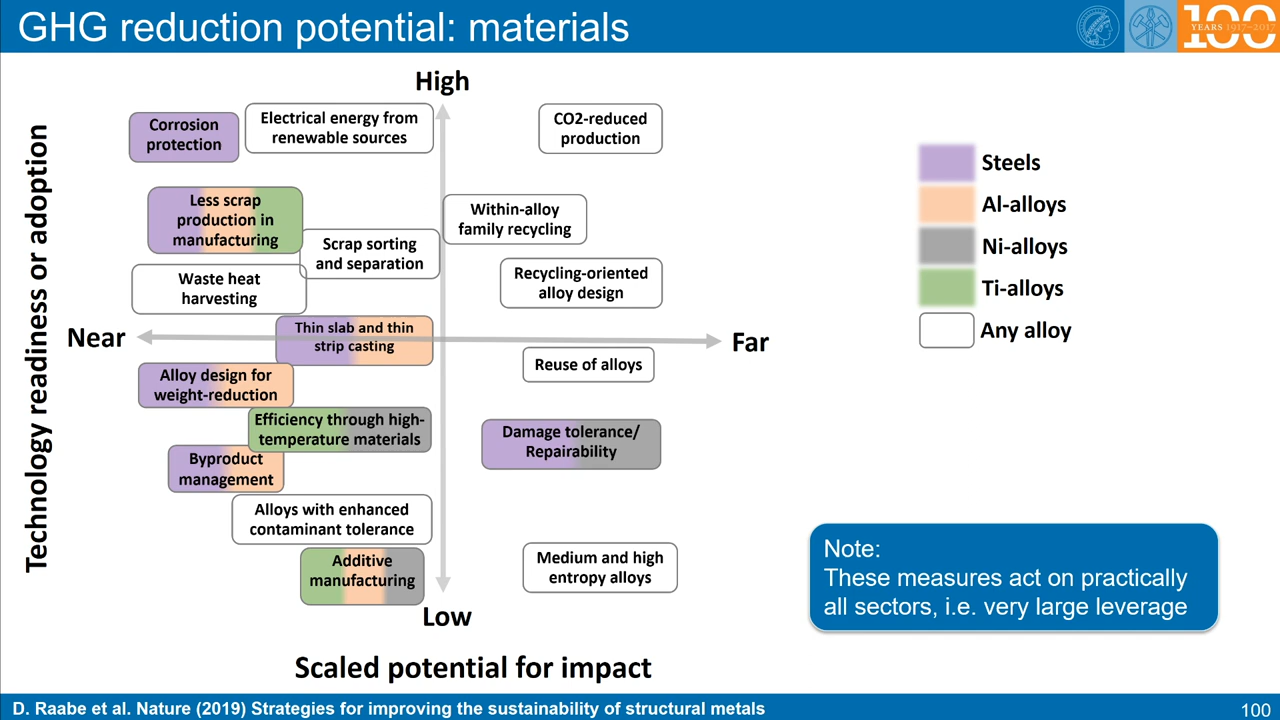 GHG reduction potential: materials
100
YEARS 1917–2017
High
Technology readiness or adoption
Corrosion
protection
Electrical energy from
renewable sources
CO2-reduced
production
Less scrap
production in
manufacturing
Within-alloy
family recycling
Scrap sorting
and separation
Waste heat
harvesting
Recycling-oriented
alloy design
Near
Thin slab and thin
strip casting
Far
Reuse of alloys
Alloy design for
weight-reduction
Efficiency through high-
temperature materials
Damage tolerance/
Repairability
Byproduct
management
Alloys with enhanced
contaminant tolerance
Additive
manufacturing
Medium and high
entropy alloys
Low
Scaled potential for impact
Steels
Al-alloys
Ni-alloys
Ti-alloys
Any alloy
Note:
These measures act on practically
all sectors, i.e. very large leverage
D. Raabe et al. Nature (2019) Strategies for improving the sustainability of structural metals
100